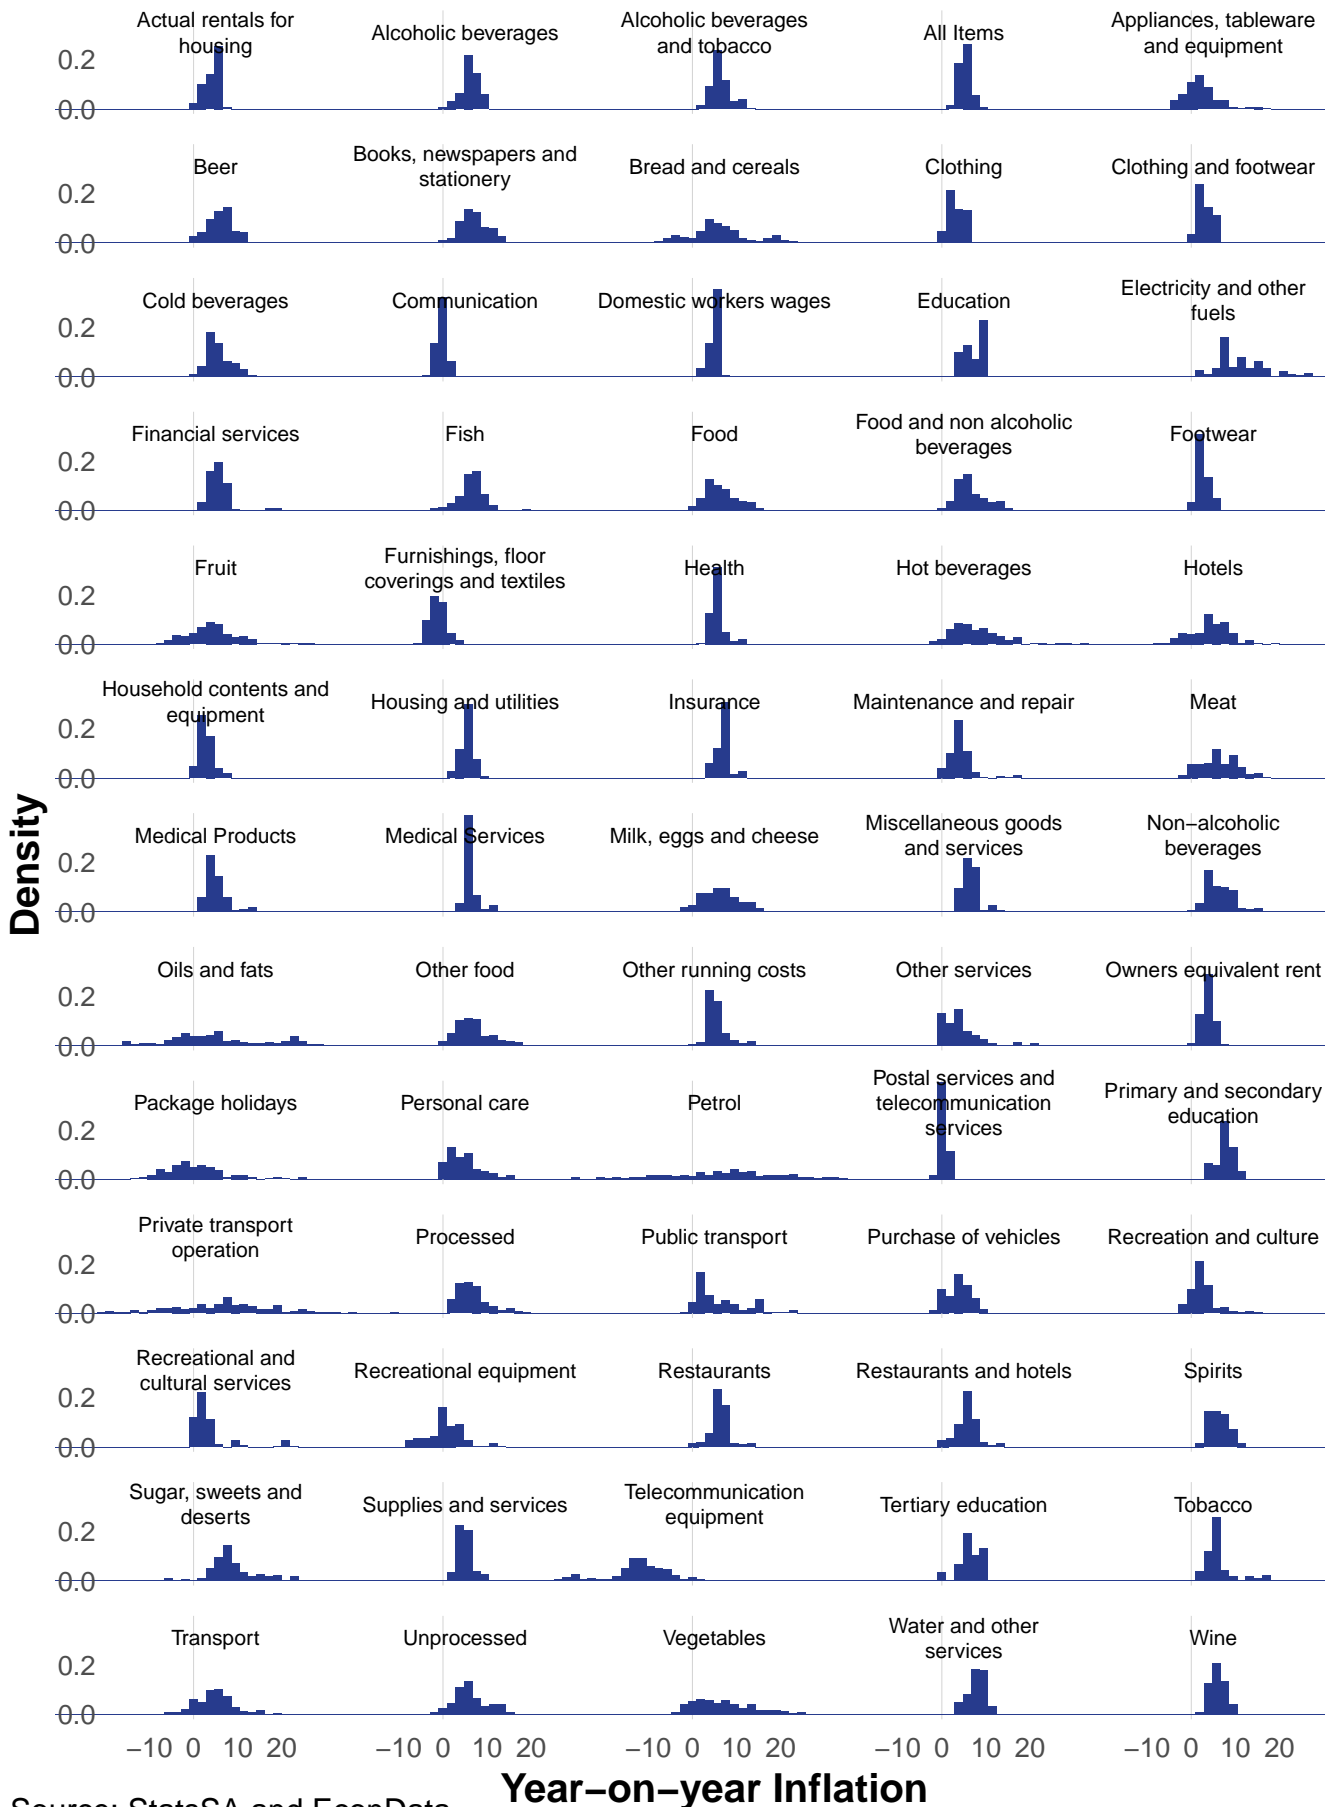 Actual rentals for
housing
Alcoholic beverages
Alcoholic beverages
and tobacco
All Items
Appliances, tableware
and equipment
0.2
0.0
Beer
Books, newspapers and
stationery
Bread and cereals
Clothing
Clothing and footwear
0.2
0.0
Cold beverages
Communication
Domestic workers wages
Education
Electricity and other
fuels
0.2
0.0
Financial services
Fish
Food
Food and non alcoholic
beverages
Footwear
0.2
0.0
Fruit
Furnishings, floor
coverings and textiles
Health
Hot beverages
Hotels
0.2
0.0
Household contents and
equipment
Housing and utilities
Insurance
Maintenance and repair
Meat
0.2
0.0
Density
Medical Products
Medical Services
Milk, eggs and cheese
Miscellaneous goods
and services
Non−alcoholic
beverages
0.2
0.0
Oils and fats
Other food
Other running costs
Other services
Owners equivalent rent
0.2
0.0
Package holidays
Personal care
Petrol
Postal services and
telecommunication
services
Primary and secondary
education
0.2
0.0
Private transport
operation
Processed
Public transport
Purchase of vehicles
Recreation and culture
0.2
0.0
Recreational and
cultural services
Recreational equipment
Restaurants
Restaurants and hotels
Spirits
0.2
0.0
Sugar, sweets and
deserts
Supplies and services
Telecommunication
equipment
Tertiary education
Tobacco
0.2
0.0
Transport
Unprocessed
Vegetables
Water and other
services
Wine
0.2
0.0
−10 0 10 20 −10 0 10 20 −10 0 10 20 −10 0 10 20 −10 0 10 20
Year−on−year Inflation
Source: StatsSA and EconData